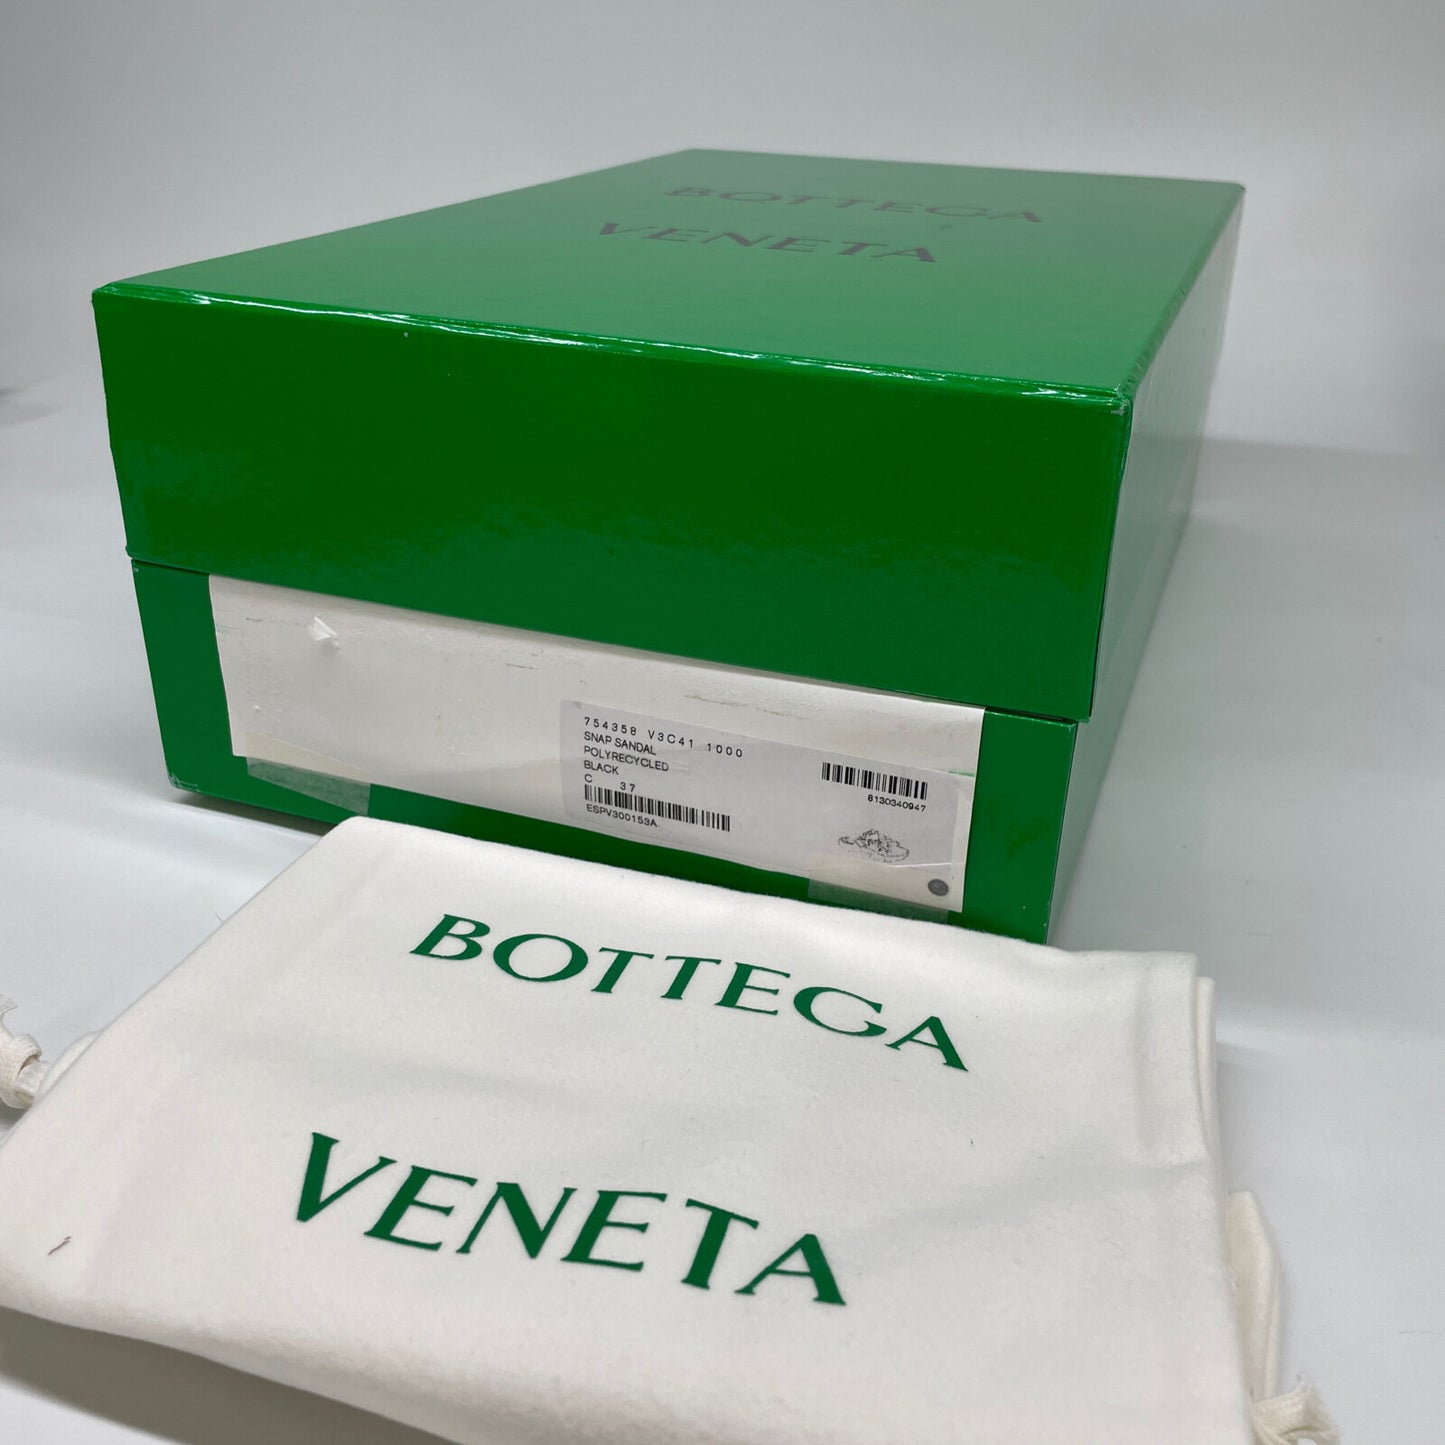 BOTTEGA
VENETA
754358 V3C41 1000
SNAP SANDAL
POLYRECYCLED
BLACK
C 37
ESPV300153A
8130340947
BOTTEGA
VENETA